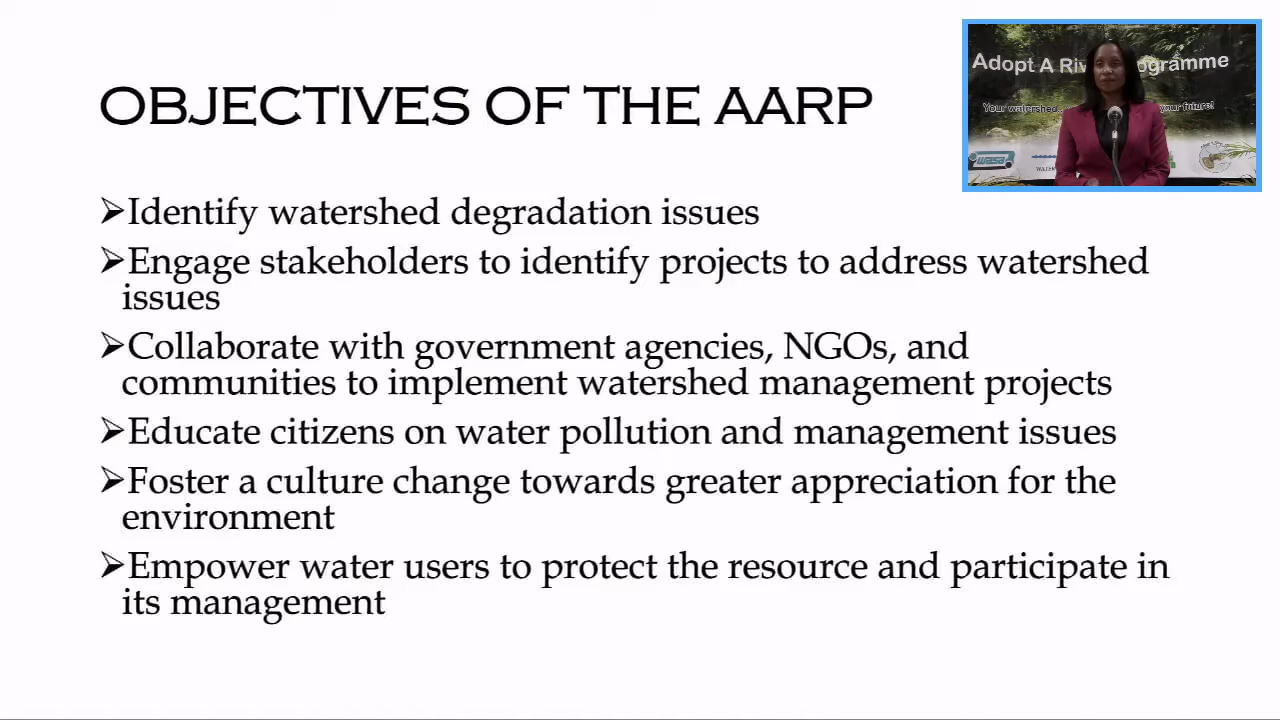 Adopt A Riv ogramme
Your watershed, your future!
wasa
WATER
OBJECTIVES OF THE AARP
➢Identify watershed degradation issues
➢Engage stakeholders to identify projects to address watershed
issues
➢Collaborate with government agencies, NGOs, and
communities to implement watershed management projects
➢Educate citizens on water pollution and management issues
➢Foster a culture change towards greater appreciation for the
environment
➢Empower water users to protect the resource and participate in
its management